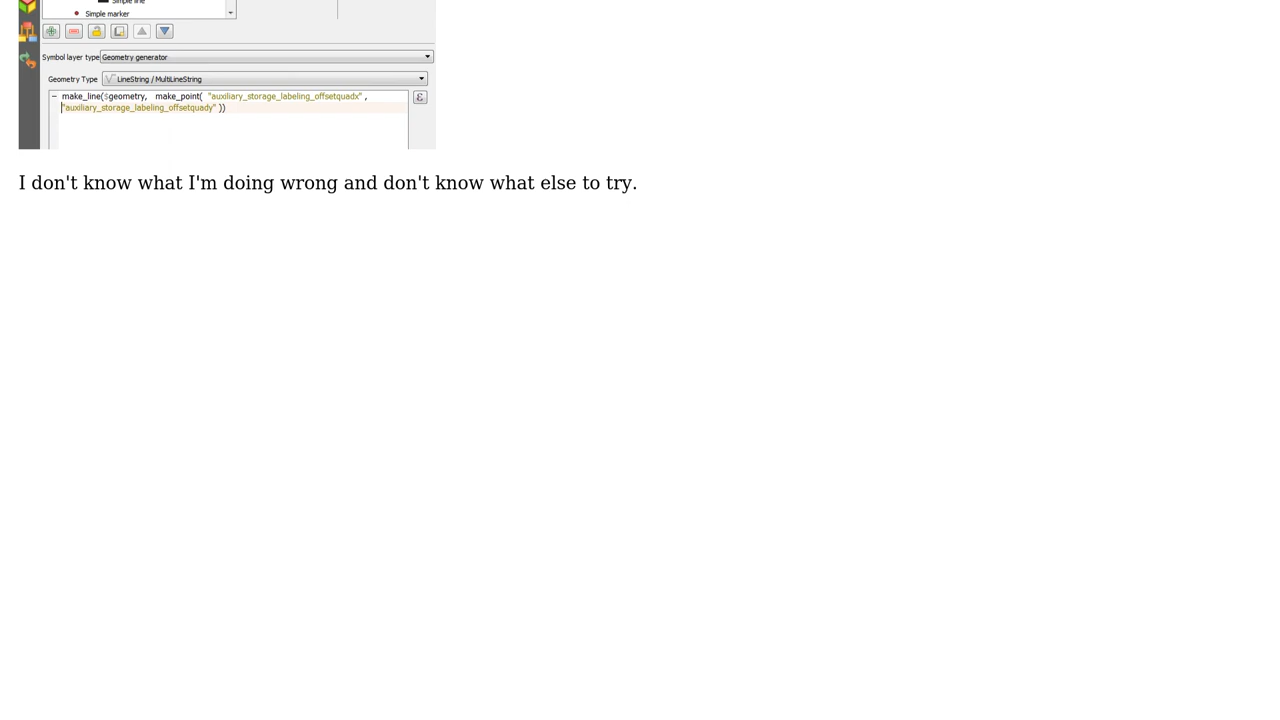 Simple line
Simple marker
Symbol layer type Geometry generator
Geometry Type LineString / MultiLineString
make_line($geometry, make_point( "auxiliary_storage_labeling_offsetquadx" ,
"auxiliary_storage_labeling_offsetquady" ))
ε
I don't know what I'm doing wrong and don't know what else to try.